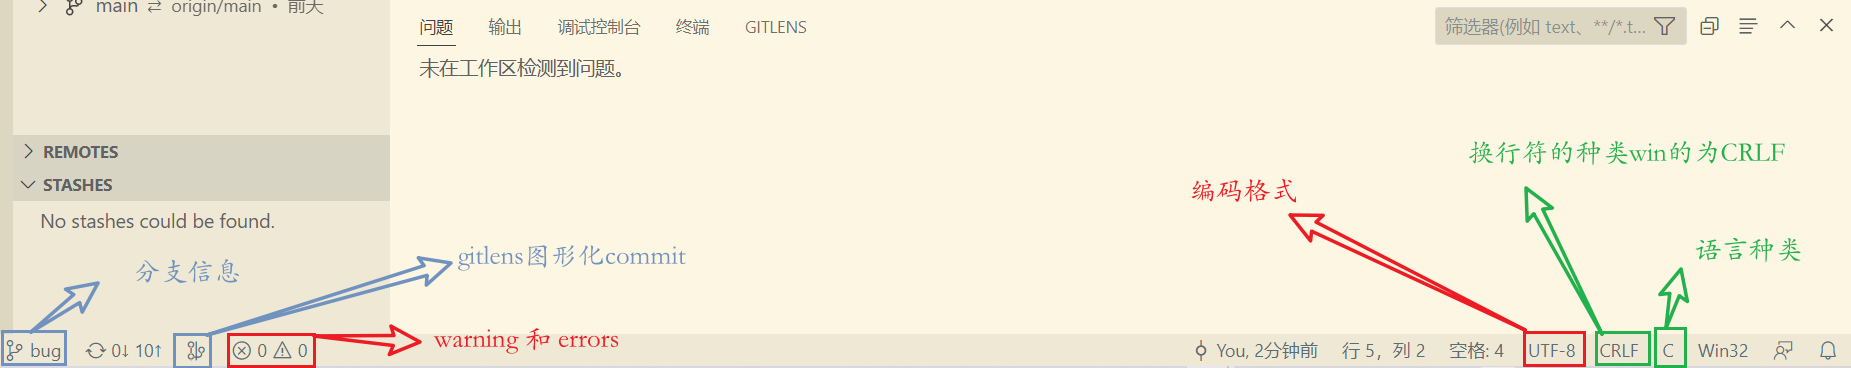 main origin/main • 前天
问题 输出 调试控制台 终端 GITLENS
筛选器(例如 text、**/*.t...
未在工作区检测到问题。
REMOTES
STASHES
No stashes could be found.
换行符的种类win的为CRLF
编码格式
语言种类
gitlens图形化commit
分支信息
warning 和 errors
bug 0↓ 10↑ 0 0
You, 2分钟前 行 5，列 2 空格: 4 UTF-8 CRLF C Win32